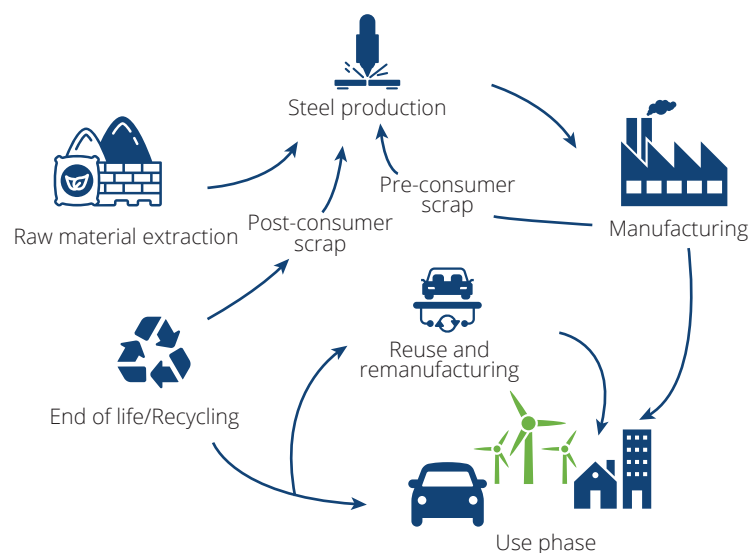 Steel production
Pre-consumer
scrap
Post-consumer
scrap
Raw material extraction
Manufacturing
Reuse and
remanufacturing
End of life/Recycling
Use phase